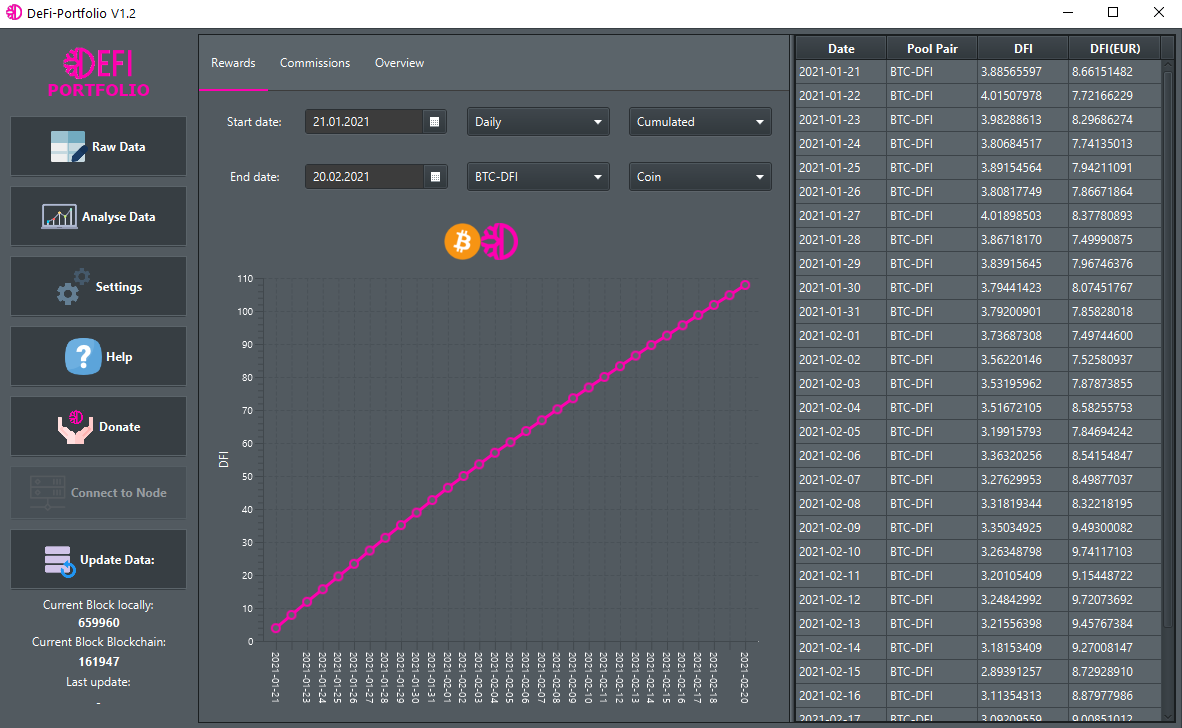 DeFi-Portfolio V1.2
DEFI
PORTFOLIO
Raw Data
Analyse Data
Settings
Help
Donate
Connect to Node
Update Data:
Current Block locally:
659960
Current Block Blockchain:
161947
Last update:
-
Rewards Commissions Overview
Start date: 21.01.2021 Daily Cumulated
End date: 20.02.2021 BTC-DFI Coin
110
100
90
80
70
60
50
40
30
20
10
0
DFI
2021-01-21 2021-01-23 2021-01-24 2021-01-25 2021-01-26 2021-01-27 2021-01-28 2021-01-29 2021-01-30 2021-01-31 2021-02-01 2021-02-02 2021-02-03 2021-02-04 2021-02-05 2021-02-06 2021-02-07 2021-02-08 2021-02-09 2021-02-10 2021-02-11 2021-02-12 2021-02-13 2021-02-14 2021-02-15 2021-02-16 2021-02-17 2021-02-18 2021-02-20
Date Pool Pair DFI DFI(EUR)
2021-01-21 BTC-DFI 3.88565597 8.66151482
2021-01-22 BTC-DFI 4.01507978 7.72166229
2021-01-23 BTC-DFI 3.98288613 8.29686274
2021-01-24 BTC-DFI 3.80684517 7.74135013
2021-01-25 BTC-DFI 3.89154564 7.94211091
2021-01-26 BTC-DFI 3.80817749 7.86671864
2021-01-27 BTC-DFI 4.01898503 8.37780893
2021-01-28 BTC-DFI 3.86718170 7.49990875
2021-01-29 BTC-DFI 3.83915645 7.96746376
2021-01-30 BTC-DFI 3.79441423 8.07451767
2021-01-31 BTC-DFI 3.79200901 7.85828018
2021-02-01 BTC-DFI 3.73687308 7.49744600
2021-02-02 BTC-DFI 3.56220146 7.52580937
2021-02-03 BTC-DFI 3.53195962 7.87873855
2021-02-04 BTC-DFI 3.51672105 8.58255753
2021-02-05 BTC-DFI 3.19915793 7.84694242
2021-02-06 BTC-DFI 3.36320256 8.54154847
2021-02-07 BTC-DFI 3.27629953 8.49877037
2021-02-08 BTC-DFI 3.31819344 8.32218195
2021-02-09 BTC-DFI 3.35034925 9.49300082
2021-02-10 BTC-DFI 3.26348798 9.74117103
2021-02-11 BTC-DFI 3.20105409 9.15448722
2021-02-12 BTC-DFI 3.24842992 9.72073692
2021-02-13 BTC-DFI 3.21556398 9.45767384
2021-02-14 BTC-DFI 3.18153409 9.27008147
2021-02-15 BTC-DFI 2.89391257 8.72928910
2021-02-16 BTC-DFI 3.11354313 8.87977986
2021-02-17 BTC-DFI 3.09209559 9.00851012